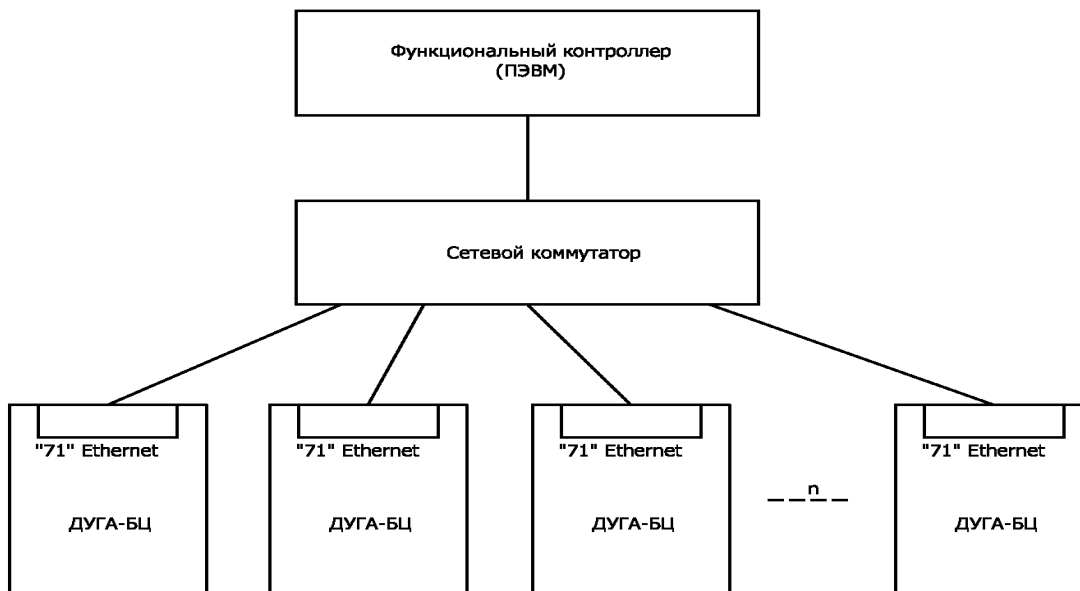 Функциональный контроллер
(ПЭВМ)
Сетевой коммутатор
"71" Ethernet
"71" Ethernet
"71" Ethernet
"71" Ethernet
n
ДУГА-БЦ
ДУГА-БЦ
ДУГА-БЦ
ДУГА-БЦ